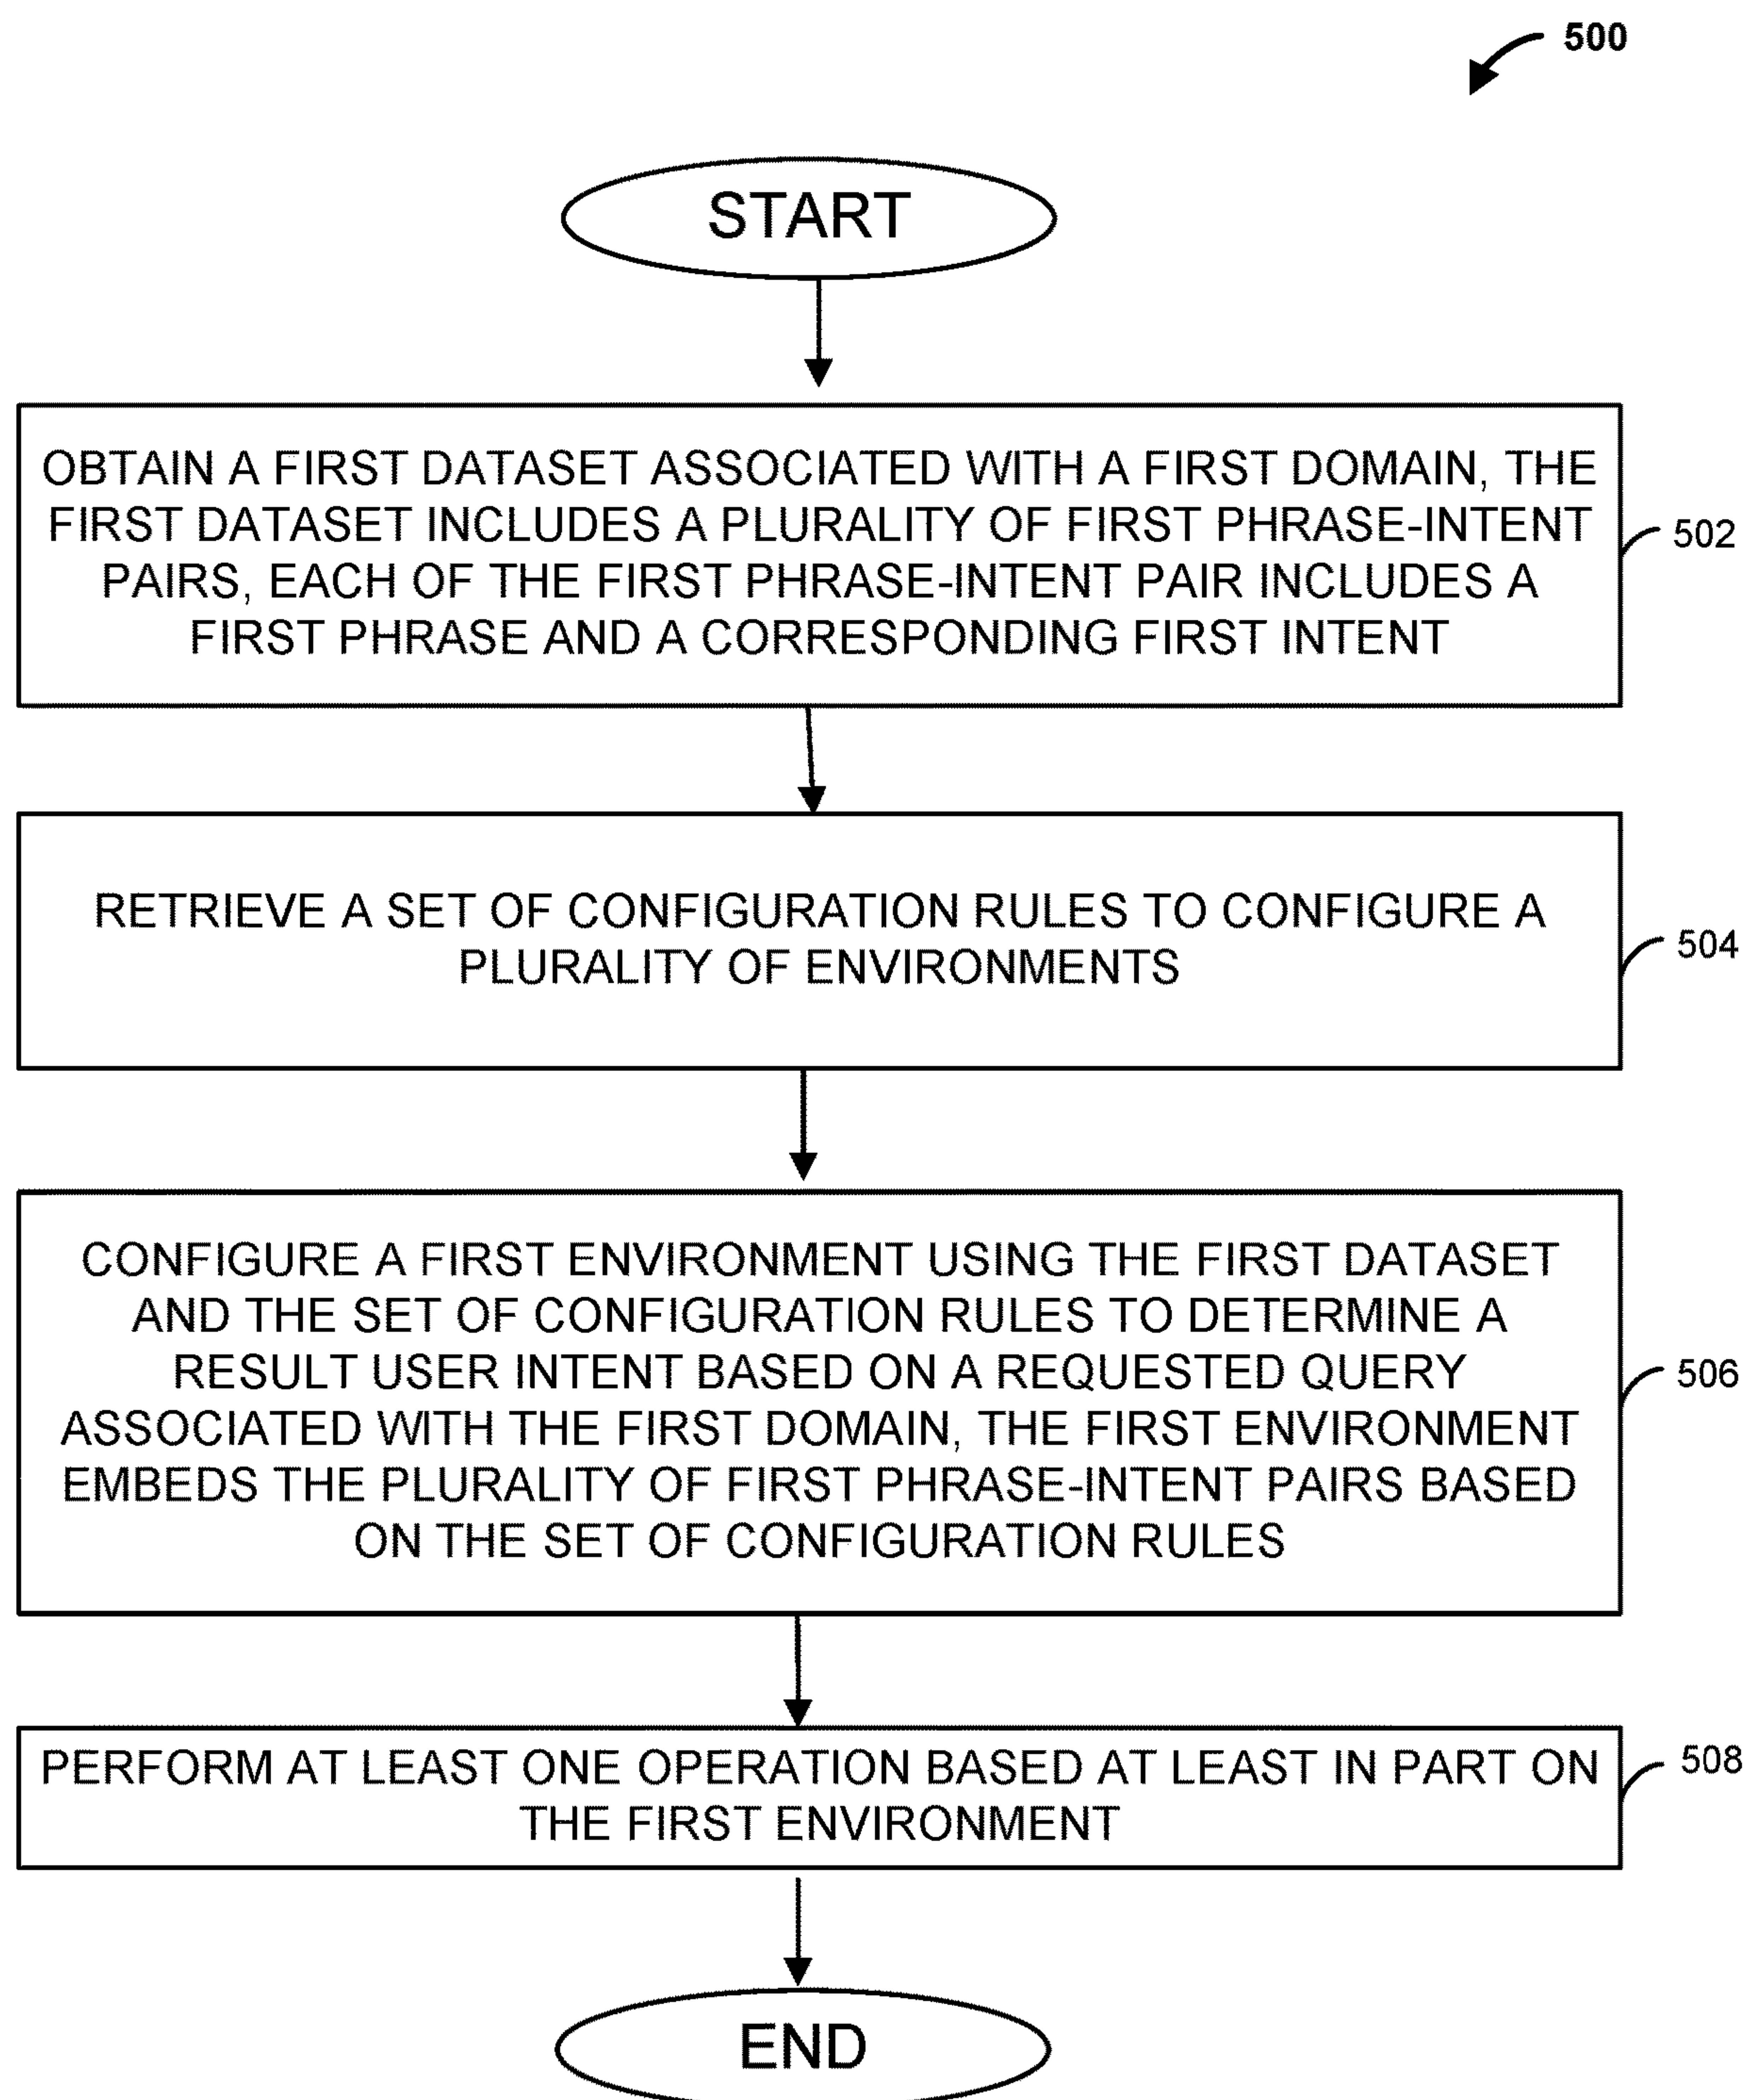 500
START
OBTAIN A FIRST DATASET ASSOCIATED WITH A FIRST DOMAIN, THE
FIRST DATASET INCLUDES A PLURALITY OF FIRST PHRASE-INTENT
PAIRS, EACH OF THE FIRST PHRASE-INTENT PAIR INCLUDES A
FIRST PHRASE AND A CORRESPONDING FIRST INTENT
502
RETRIEVE A SET OF CONFIGURATION RULES TO CONFIGURE A
PLURALITY OF ENVIRONMENTS
504
CONFIGURE A FIRST ENVIRONMENT USING THE FIRST DATASET
AND THE SET OF CONFIGURATION RULES TO DETERMINE A
RESULT USER INTENT BASED ON A REQUESTED QUERY
ASSOCIATED WITH THE FIRST DOMAIN, THE FIRST ENVIRONMENT
EMBEDS THE PLURALITY OF FIRST PHRASE-INTENT PAIRS BASED
ON THE SET OF CONFIGURATION RULES
506
PERFORM AT LEAST ONE OPERATION BASED AT LEAST IN PART ON
THE FIRST ENVIRONMENT
508
END